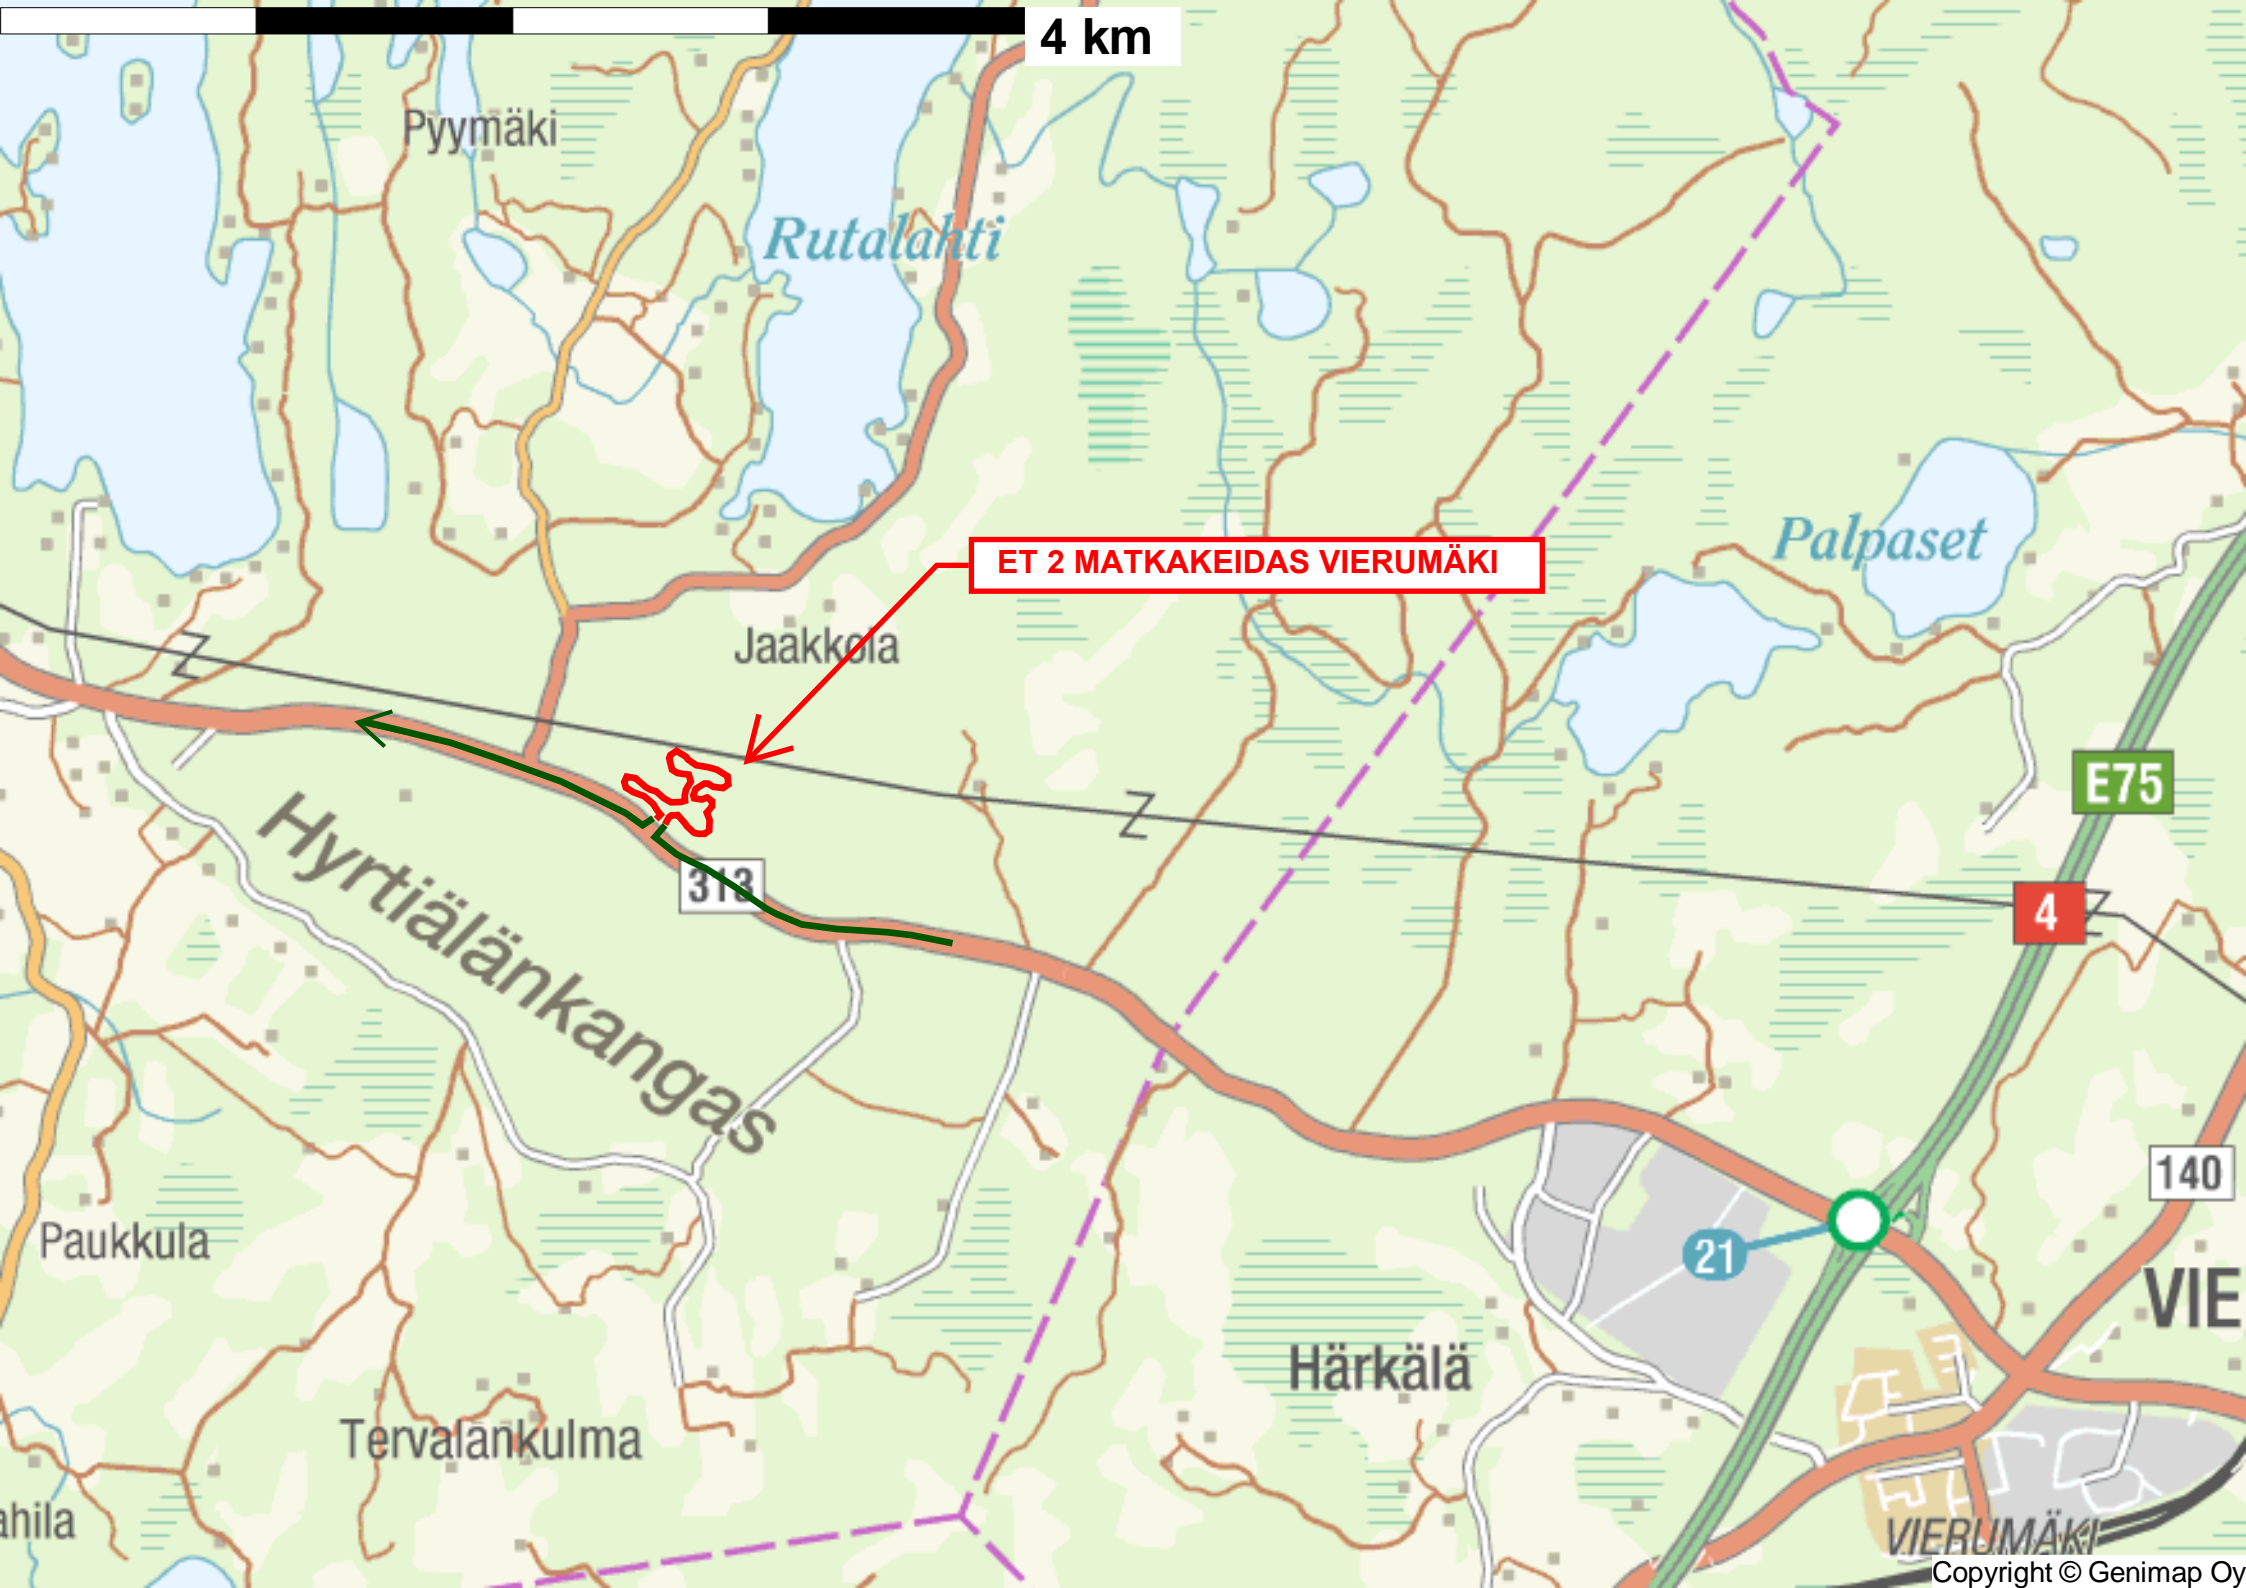 4 km
Pyymäki
Rutalahti
Palpaset
ET 2 MATKAKEIDAS VIERUMÄKI
Jaakkola
E75
Hyrtiälänkangas
313
4
140
Paukkula
21
VIE
Härkälä
Tervalankulma
ahila
VIERUMÄKI
Copyright © Genimap Oy